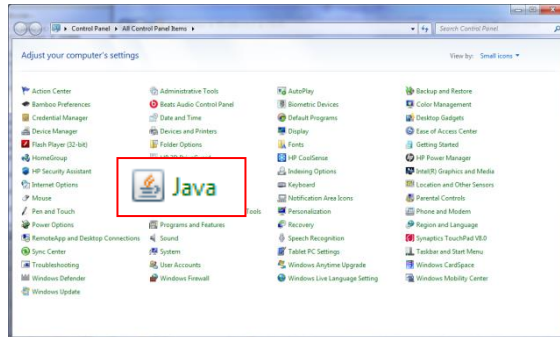 Control Panel ▸ All Control Panel Items ▸
Search Control Panel
Adjust your computer's settings
View by: Small icons
Action Center
Administrative Tools
AutoPlay
Backup and Restore
Bamboo Preferences
Beats Audio Control Panel
Biometric Devices
Color Management
Credential Manager
Date and Time
Default Programs
Desktop Gadgets
Device Manager
Devices and Printers
Display
Ease of Access Center
Flash Player (32-bit)
Folder Options
Fonts
Getting Started
HomeGroup
HP CoolSense
HP Power Manager
HP Security Assistant
Java
Indexing Options
Intel(R) Graphics and Media
Internet Options
Keyboard
Location and Other Sensors
Mouse
Notification Area Icons
Parental Controls
Pen and Touch
Tools
Personalization
Phone and Modem
Power Options
Programs and Features
Recovery
Region and Language
RemoteApp and Desktop Connections
Sound
Speech Recognition
Synaptics TouchPad V8.0
Sync Center
System
Tablet PC Settings
Taskbar and Start Menu
Troubleshooting
User Accounts
Windows Anytime Upgrade
Windows CardSpace
Windows Defender
Windows Firewall
Windows Live Language Setting
Windows Mobility Center
Windows Update